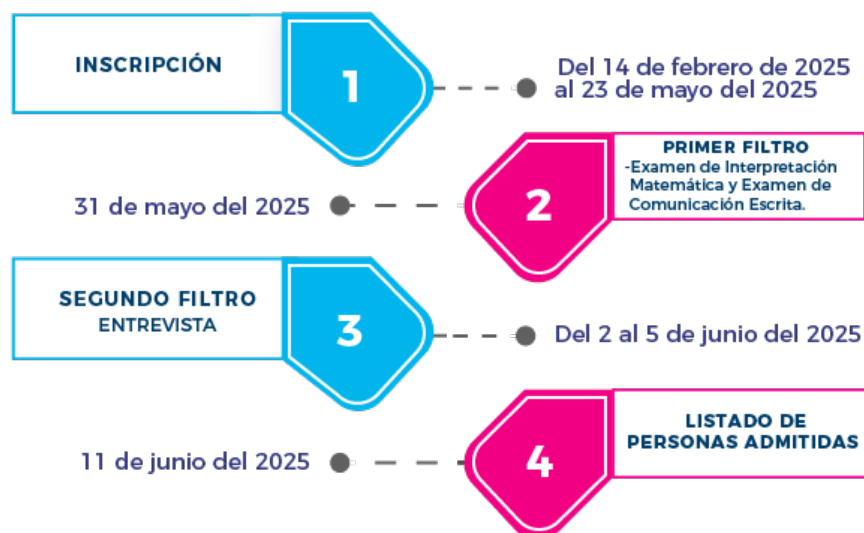 INSCRIPCIÓN
1
Del 14 de febrero de 2025
al 23 de mayo del 2025
31 de mayo del 2025
2
PRIMER FILTRO
-Examen de Interpretación
Matemática y Examen de
Comunicación Escrita.
SEGUNDO FILTRO
ENTREVISTA
3
Del 2 al 5 de junio del 2025
11 de junio del 2025
4
LISTADO DE
PERSONAS ADMITIDAS